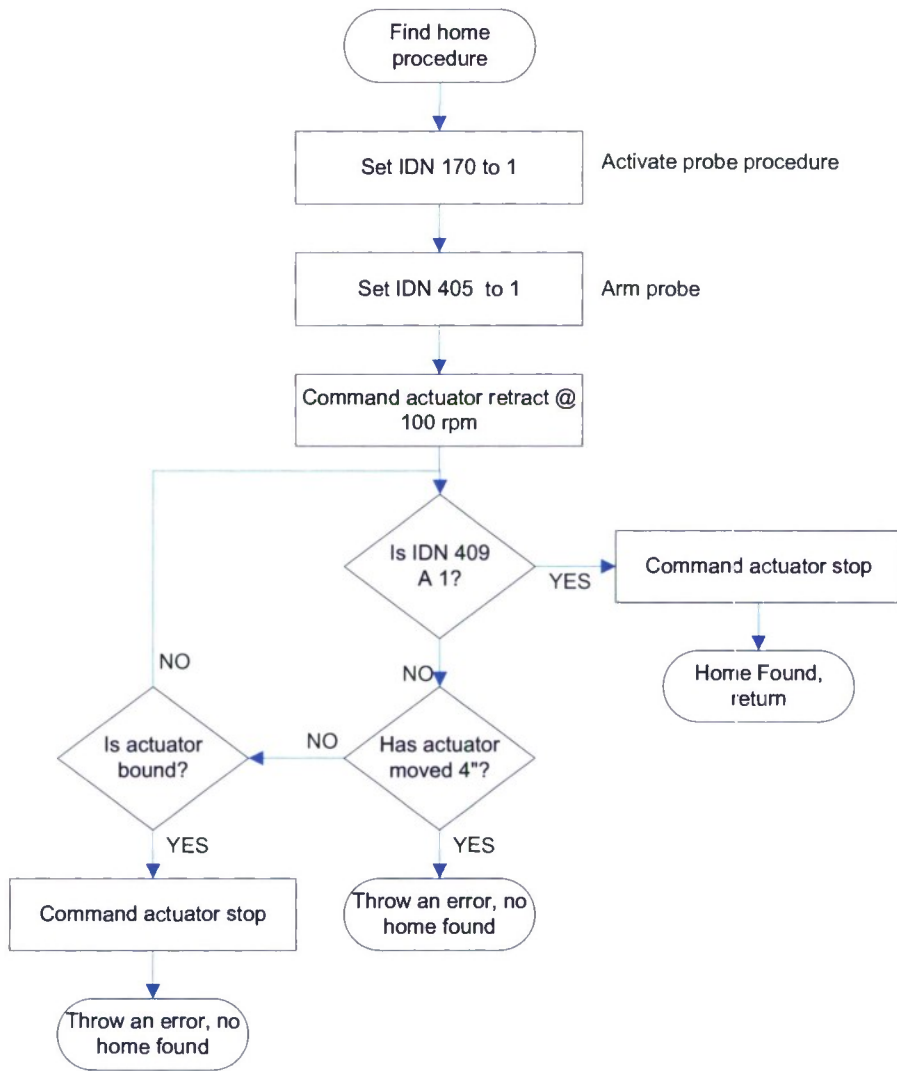 Find home
procedure
Set IDN 170 to 1
Activate probe procedure
Set IDN 405 to 1
Arm probe
Command actuator retract @
100 rpm
Is IDN 409
A 1?
YES
Command actuator stop
Home Found,
return
NO
Has actuator
moved 4"?
NO
Is actuator
bound?
NO
YES
Throw an error, no
home found
YES
Command actuator stop
Throw an error, no
home found